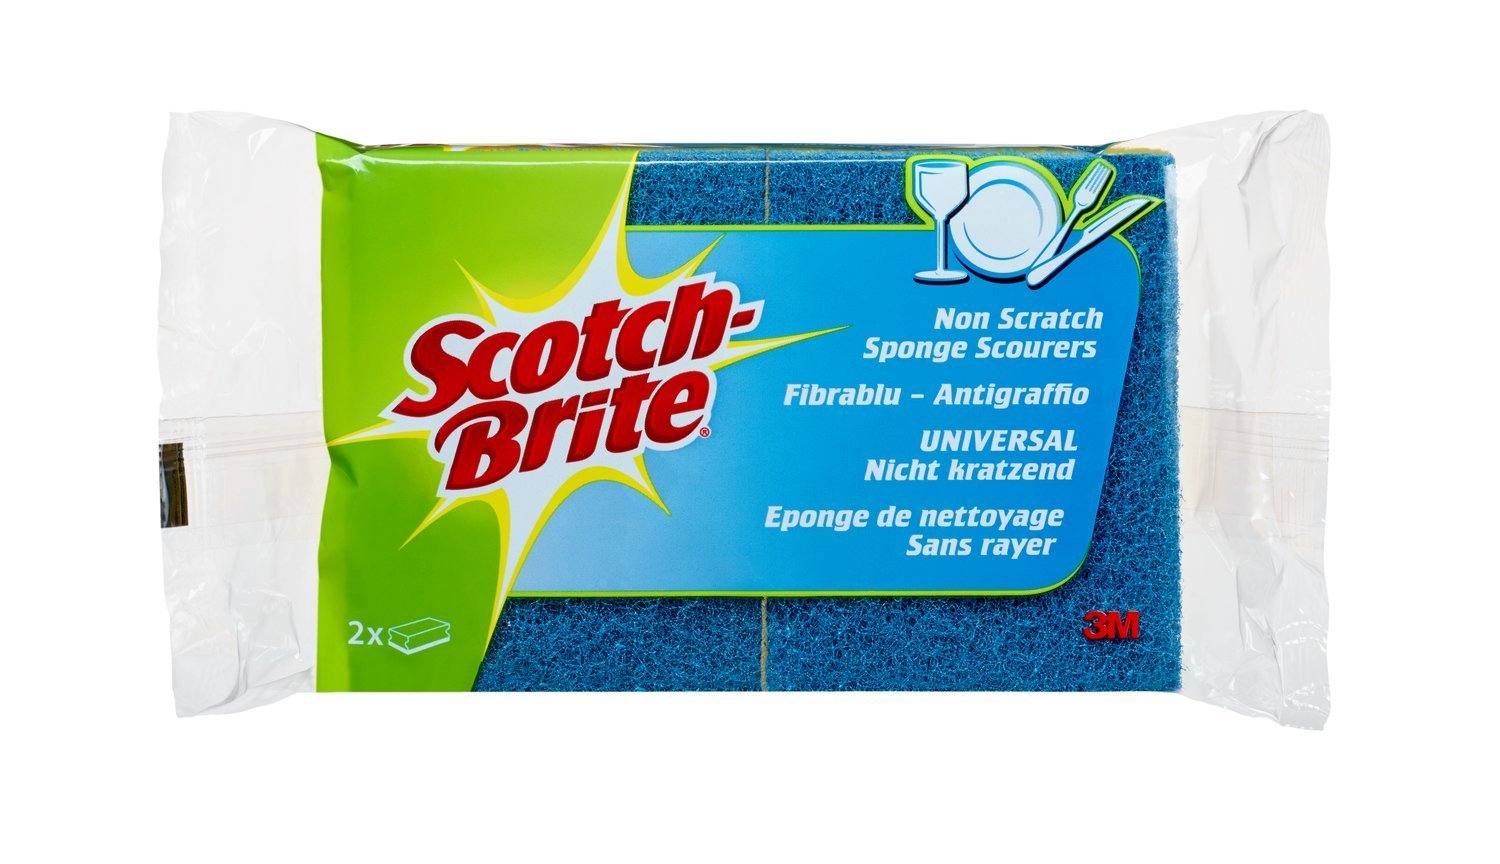 Scotch-
Brite®
Non Scratch
Sponge Scourers
Fibrablu – Antigraffio
UNIVERSAL
Nicht kratzend
Eponge de nettoyage
Sans rayer
2x
3M